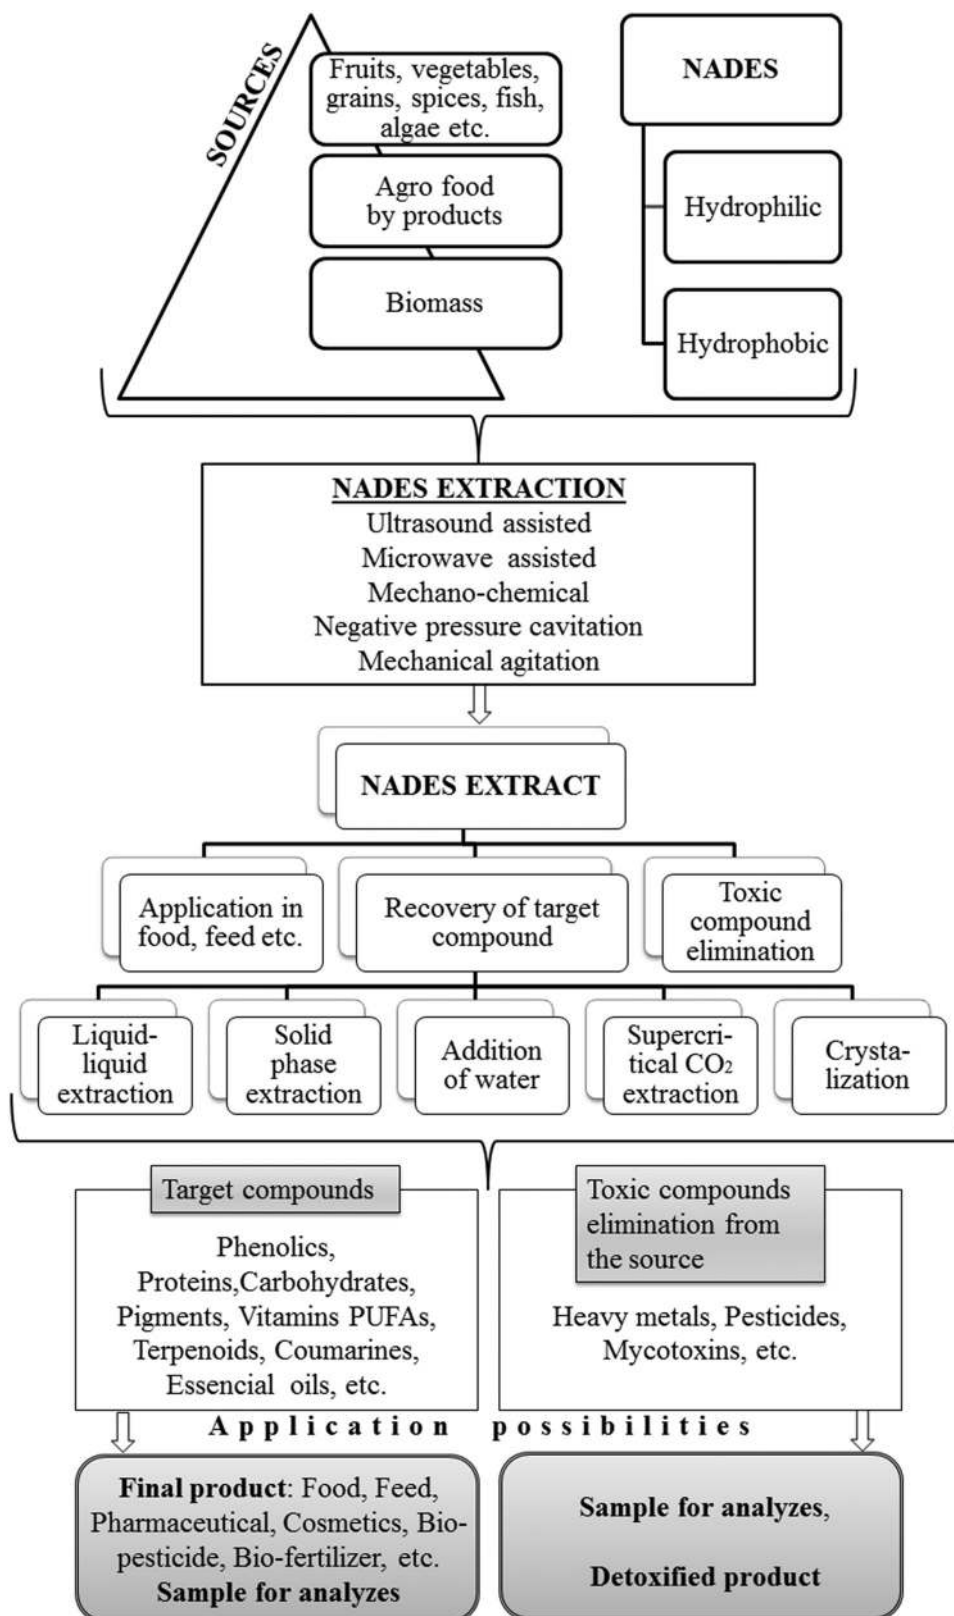 SOURCES
Fruits, vegetables,
grains, spices, fish,
algae etc.
Agro food
by products
Biomass
NADES
Hydrophilic
Hydrophobic
NADES EXTRACTION
Ultrasound assisted
Microwave assisted
Mechano-chemical
Negative pressure cavitation
Mechanical agitation
NADES EXTRACT
Application in
food, feed etc.
Recovery of target
compound
Toxic
compound
elimination
Liquid-
liquid
extraction
Solid
phase
extraction
Addition
of water
Supercri-
tical CO2
extraction
Crysta-
lization
Target compounds
Phenolics,
Proteins,Carbohydrates,
Pigments, Vitamins PUFAs,
Terpenoids, Coumarines,
Essencial oils, etc.
Toxic compounds
elimination from
the source
Heavy metals, Pesticides,
Mycotoxins, etc.
Application possibilities
Final product: Food, Feed,
Pharmaceutical, Cosmetics, Bio-
pesticide, Bio-fertilizer, etc.
Sample for analyzes
Sample for analyzes,
Detoxified product